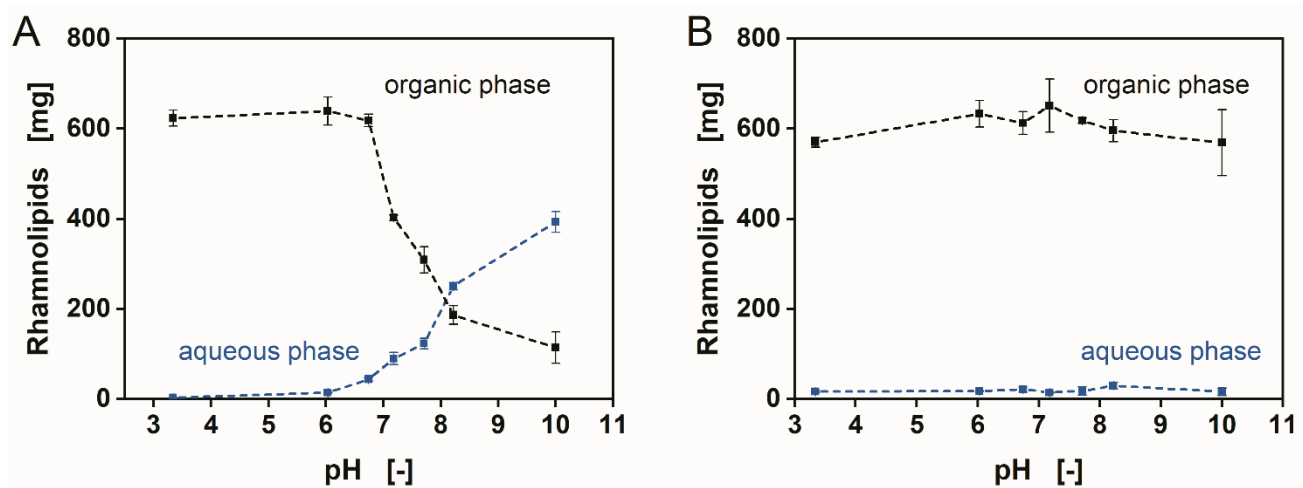 A
Rhamnolipids [mg]
800
600
400
200
0
organic phase
aqueous phase
3 4 5 6 7 8 9 10 11
pH [-]
B
Rhamnolipids [mg]
800
600
400
200
0
organic phase
aqueous phase
3 4 5 6 7 8 9 10 11
pH [-]